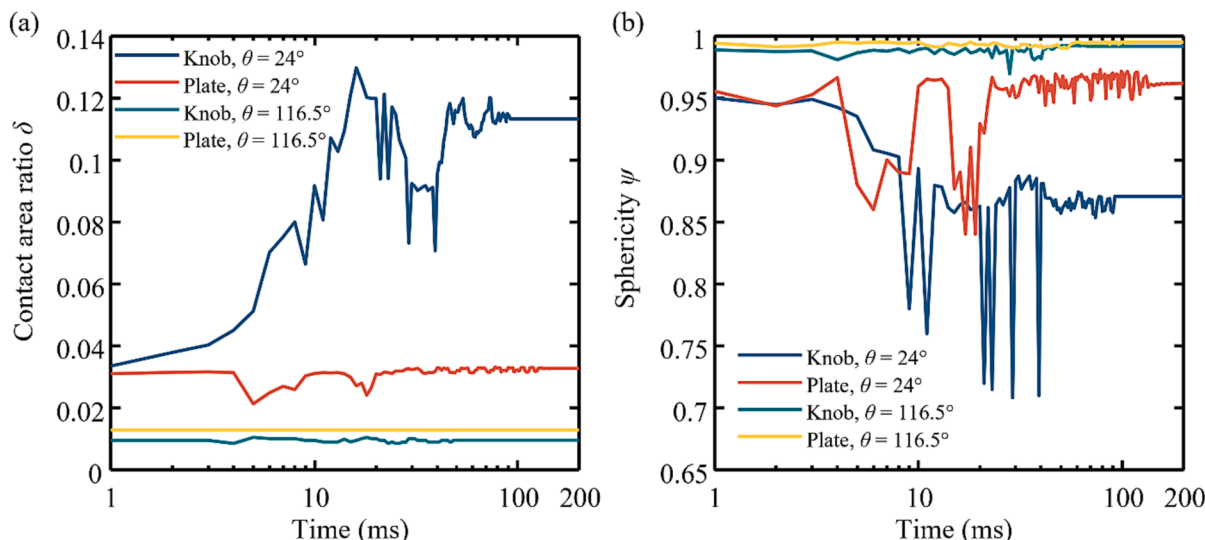 (a)
0.14
0.12
0.1
0.08
0.06
0.04
0.02
0
Contact area ratio δ
Knob, θ = 24°
Plate, θ = 24°
Knob, θ = 116.5°
Plate, θ = 116.5°
1 10 100 200
Time (ms)
(b)
1
0.95
0.9
0.85
0.8
0.75
0.7
0.65
Sphericity ψ
Knob, θ = 24°
Plate, θ = 24°
Knob, θ = 116.5°
Plate, θ = 116.5°
1 10 100 200
Time (ms)